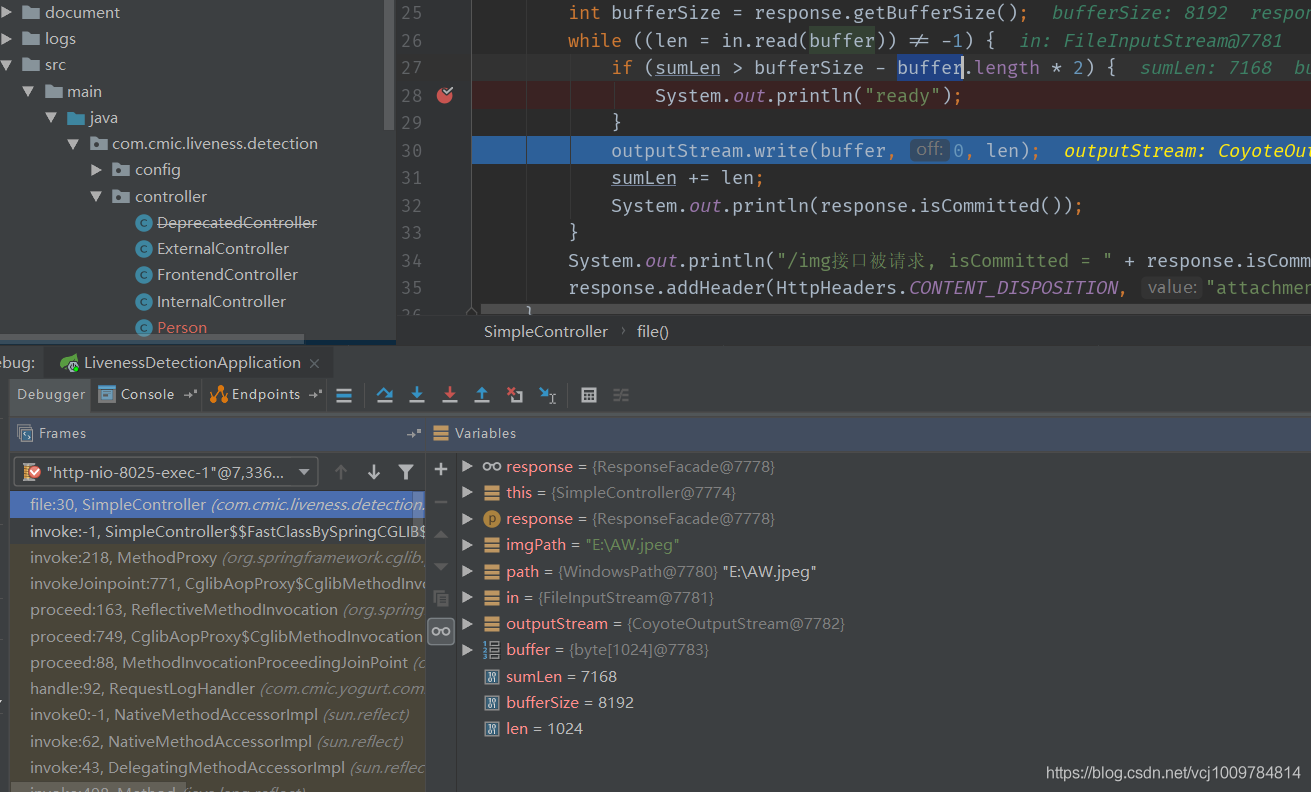 document
logs
src
main
java
com.cmic.liveness.detection
config
controller
DeprecatedController
ExternalController
FrontendController
InternalController
Person
25 int bufferSize = response.getBufferSize(); bufferSize: 8192 respon
26 while ((len = in.read(buffer)) ≠ -1) { in: FileInputStream@7781
27 if (sumLen > bufferSize - buffer.length * 2) { sumLen: 7168 bu
28 System.out.println("ready");
29 }
30 outputStream.write(buffer, off: 0, len); outputStream: CoyoteOut
31 sumLen += len;
32 System.out.println(response.isCommitted());
33 }
34 System.out.println("/img接口被请求, isCommitted = " + response.isComm
35 response.addHeader(HttpHeaders.CONTENT_DISPOSITION, value: "attachmen
36 }
SimpleController › file()
ebug: LivenessDetectionApplication ×
Debugger Console Endpoints
Frames
Variables
"http-nio-8025-exec-1"@7,336...
file:30, SimpleController (com.cmic.liveness.detection.
invoke:-1, SimpleController$$FastClassBySpringCGLIB$
invoke:218, MethodProxy (org.springframework.cglib.
invokeJoinpoint:771, CglibAopProxy$CglibMethodInvo
proceed:163, ReflectiveMethodInvocation (org.spring
proceed:749, CglibAopProxy$CglibMethodInvocation
proceed:88, MethodInvocationProceedingJoinPoint (o
handle:92, RequestLogHandler (com.cmic.yogurt.com
invoke0:-1, NativeMethodAccessorImpl (sun.reflect)
invoke:62, NativeMethodAccessorImpl (sun.reflect)
invoke:43, DelegatingMethodAccessorImpl (sun.reflec
invoke:498, Method (java.lang.reflect)
response = {ResponseFacade@7778}
this = {SimpleController@7774}
response = {ResponseFacade@7778}
imgPath = "E:\AW.jpeg"
path = {WindowsPath@7780} "E:\AW.jpeg"
in = {FileInputStream@7781}
outputStream = {CoyoteOutputStream@7782}
buffer = {byte[1024]@7783}
sumLen = 7168
bufferSize = 8192
len = 1024
https://blog.csdn.net/vcj1009784814